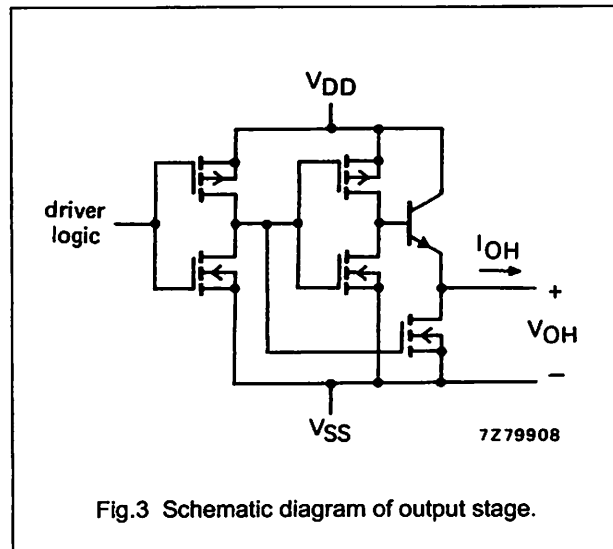 VDD
driver
logic
IOH
+
VOH
−
VSS
7Z79908
Fig.3 Schematic diagram of output stage.